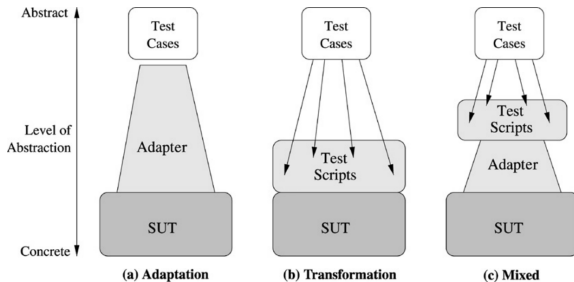 Abstract
Level of
Abstraction
Concrete
Test
Cases
Adapter
SUT
(a) Adaptation
Test
Cases
Test
Scripts
SUT
(b) Transformation
Test
Cases
Test
Scripts
Adapter
SUT
(c) Mixed